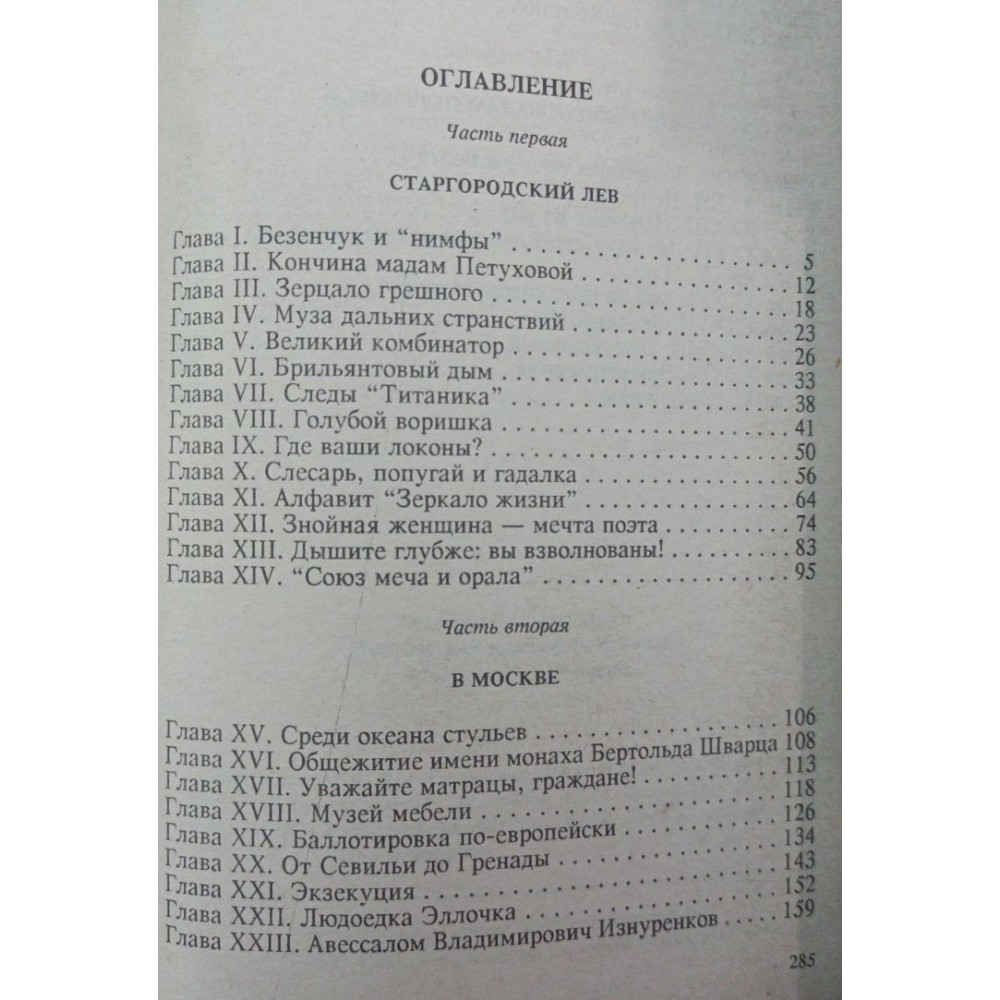 ОГЛАВЛЕНИЕ
Часть первая
СТАРГОРОДСКИЙ ЛЕВ
Глава I. Безенчук и “нимфы” . . . . . . . . . . . . . . . . . 5
Глава II. Кончина мадам Петуховой . . . . . . . . . . . . . 12
Глава III. Зерцало грешного . . . . . . . . . . . . . . . . . 18
Глава IV. Муза дальних странствий . . . . . . . . . . . . . 23
Глава V. Великий комбинатор . . . . . . . . . . . . . . . . 26
Глава VI. Брильянтовый дым . . . . . . . . . . . . . . . . . 33
Глава VII. Следы “Титаника” . . . . . . . . . . . . . . . . . 38
Глава VIII. Голубой воришка . . . . . . . . . . . . . . . . . 41
Глава IX. Где ваши локоны? . . . . . . . . . . . . . . . . . 50
Глава X. Слесарь, попугай и гадалка . . . . . . . . . . . . 56
Глава XI. Алфавит “Зеркало жизни” . . . . . . . . . . . . 64
Глава XII. Знойная женщина — мечта поэта . . . . . . . 74
Глава XIII. Дышите глубже: вы взволнованы! . . . . . . . 83
Глава XIV. “Союз меча и орала” . . . . . . . . . . . . . . . 95
Часть вторая
В МОСКВЕ
Глава XV. Среди океана стульев . . . . . . . . . . . . . . . 106
Глава XVI. Общежитие имени монаха Бертольда Шварца 108
Глава XVII. Уважайте матрацы, граждане! . . . . . . . . . 113
Глава XVIII. Музей мебели . . . . . . . . . . . . . . . . . . 118
Глава XIX. Баллотировка по-европейски . . . . . . . . . . 126
Глава XX. От Севильи до Гренады . . . . . . . . . . . . . . 134
Глава XXI. Экзекуция . . . . . . . . . . . . . . . . . . . . . 143
Глава XXII. Людоедка Эллочка . . . . . . . . . . . . . . . . 152
Глава XXIII. Авессалом Владимирович Изнуренков . . . . . 159
285